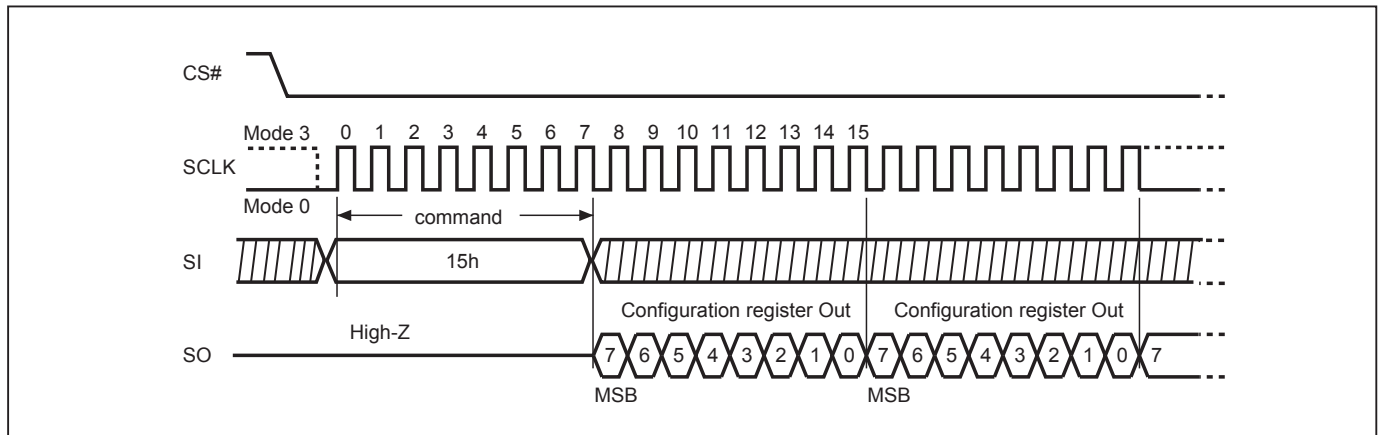 CS#
Mode 3
0 1 2 3 4 5 6 7 8 9 10 11 12 13 14 15
SCLK
Mode 0
command
SI
15h
Configuration register Out Configuration register Out
High-Z
SO
7 6 5 4 3 2 1 0 7 6 5 4 3 2 1 0 7
MSB MSB